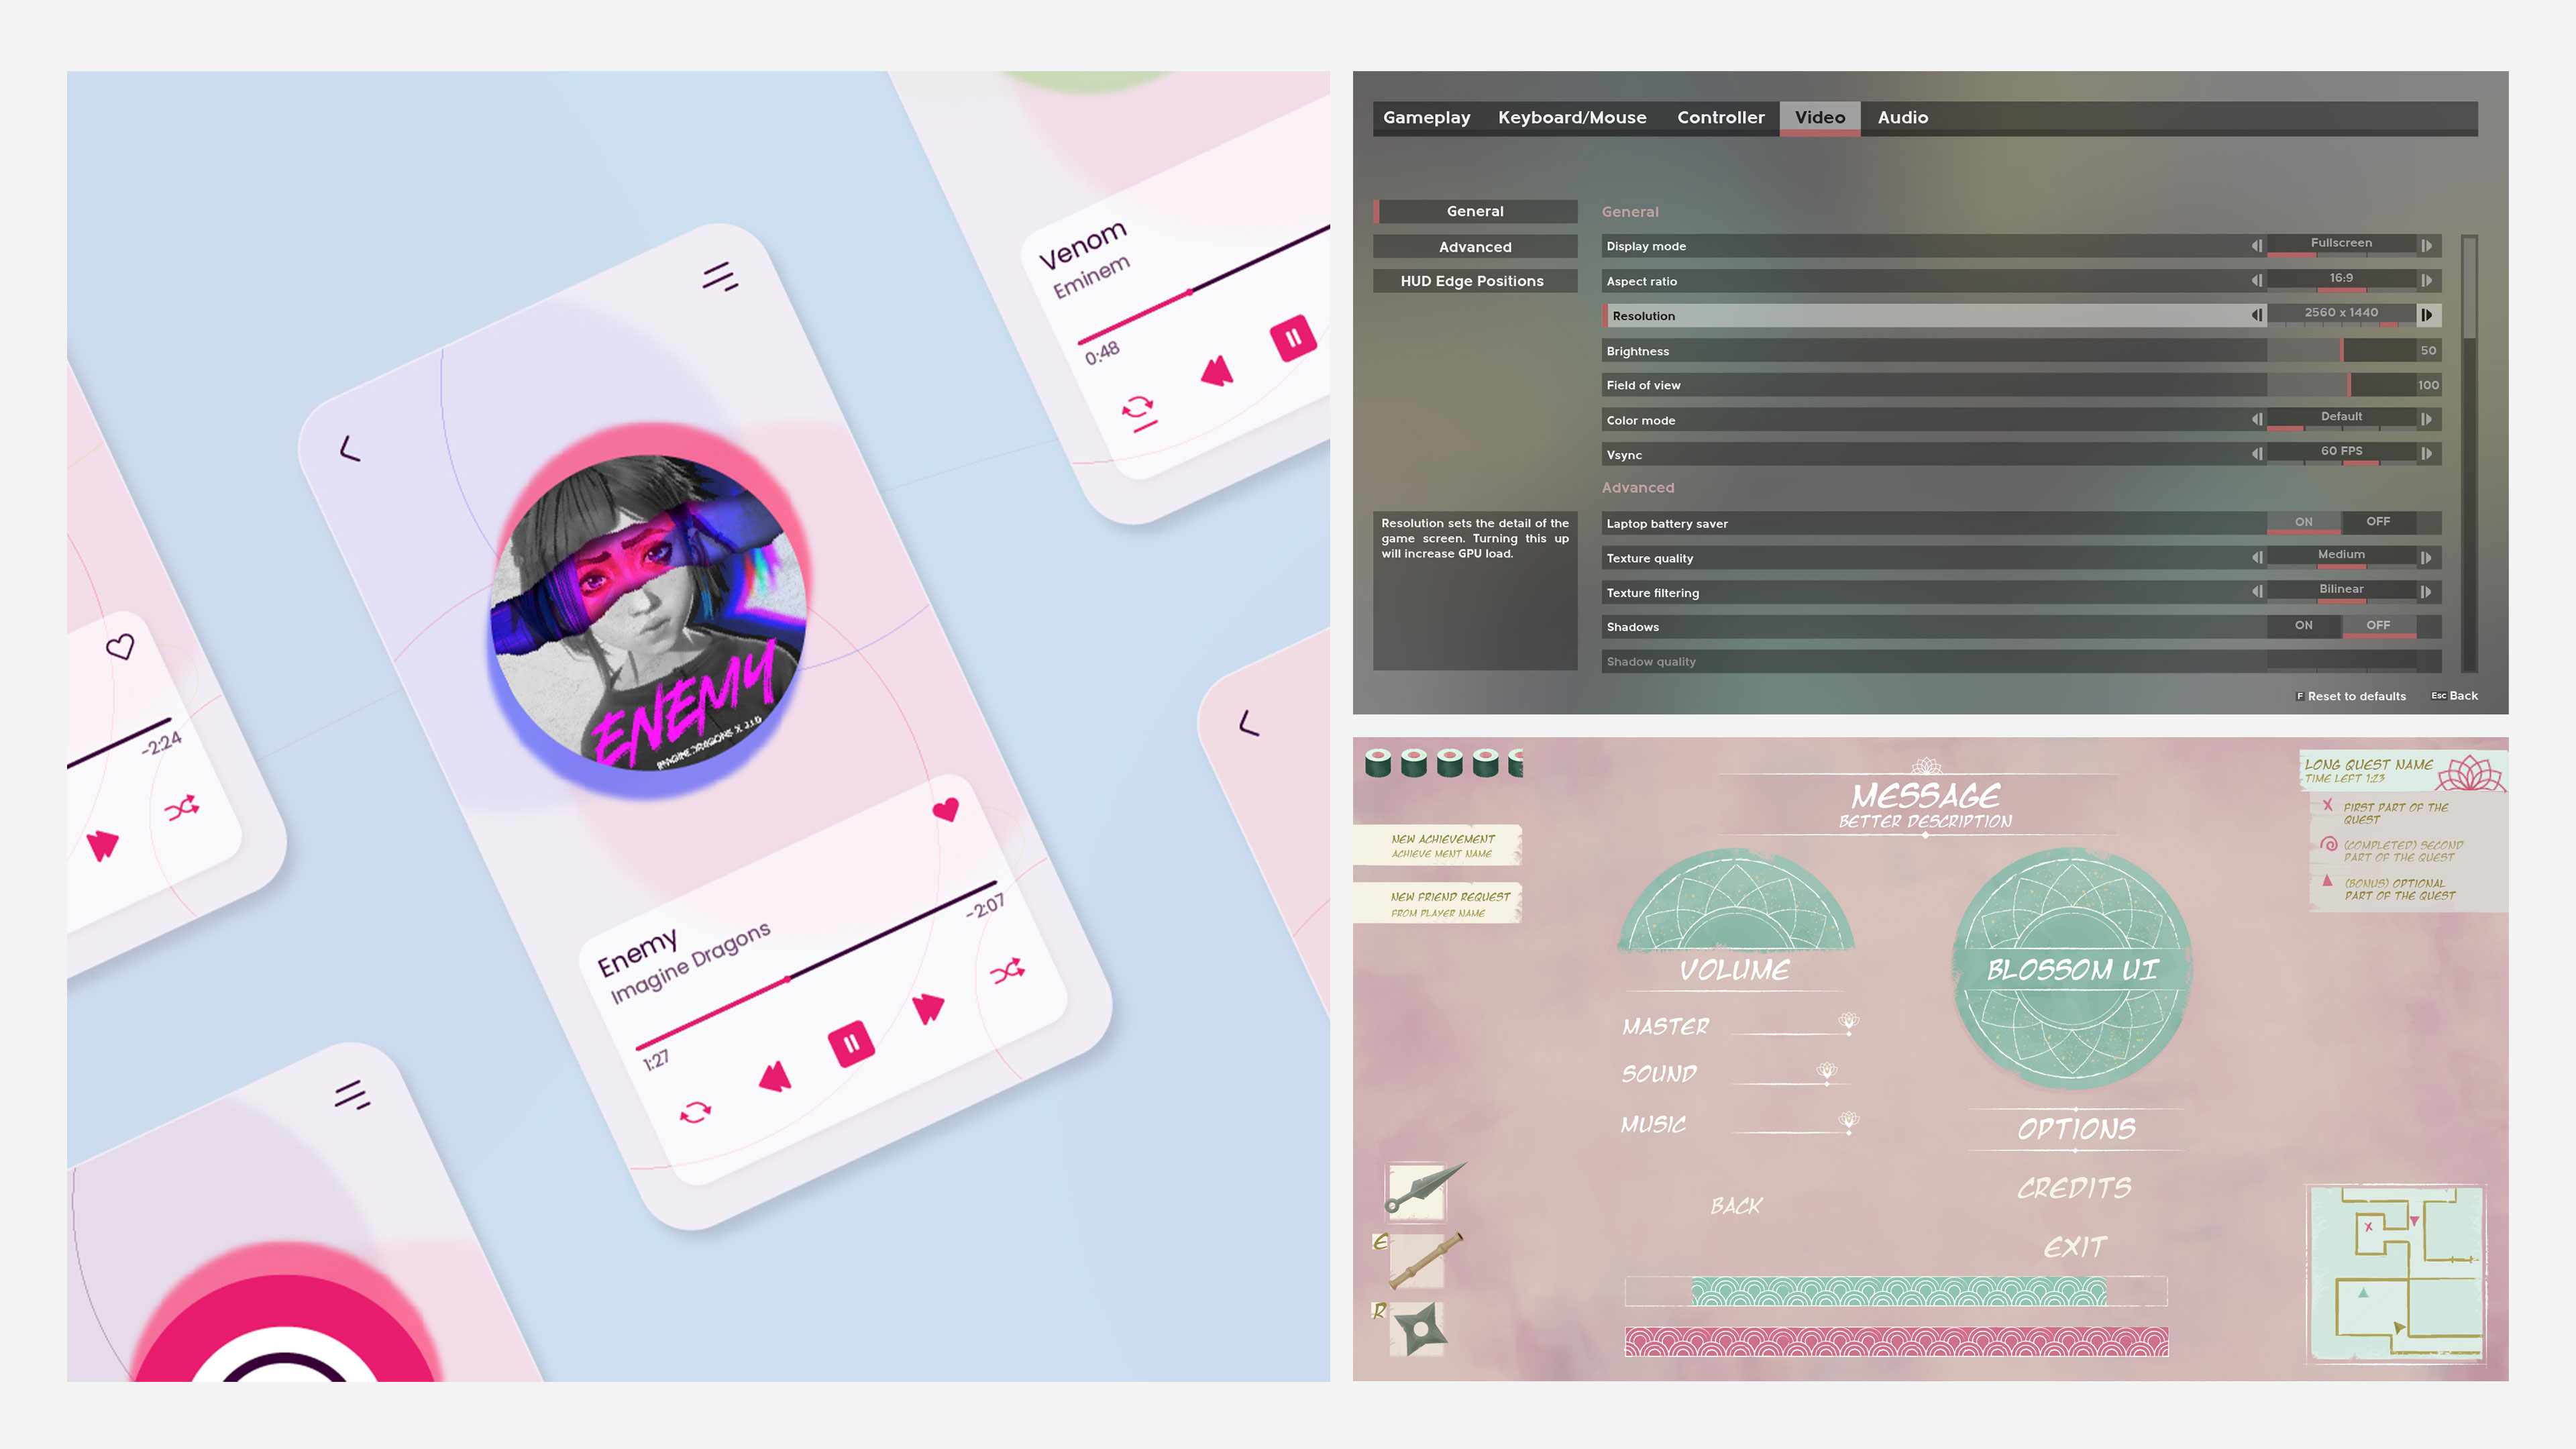 Venom
Eminem
0:48
-2:24
ENEMY
IMAGINE DRAGONS X J.I.D
Enemy
Imagine Dragons
1:27
-2:07
Gameplay Keyboard/Mouse Controller Video Audio
General
Advanced
HUD Edge Positions
Resolution sets the detail of the
game screen. Turning this up
will increase GPU load.
General
Display mode Fullscreen
Aspect ratio 16:9
Resolution 2560 x 1440
Brightness 50
Field of view 100
Color mode Default
Vsync 60 FPS
Advanced
Laptop battery saver ON OFF
Texture quality Medium
Texture filtering Bilinear
Shadows ON OFF
Shadow quality
F Reset to defaults Esc Back
NEW ACHIEVEMENT
ACHIEVE MENT NAME
NEW FRIEND REQUEST
FROM PLAYER NAME
MESSAGE
BETTER DESCRIPTION
LONG QUEST NAME
TIME LEFT 1:23
FIRST PART OF THE
QUEST
(COMPLETED) SECOND
PART OF THE QUEST
(BONUS) OPTIONAL
PART OF THE QUEST
VOLUME
MASTER
SOUND
MUSIC
BACK
BLOSSOM UI
OPTIONS
CREDITS
EXIT
E
R